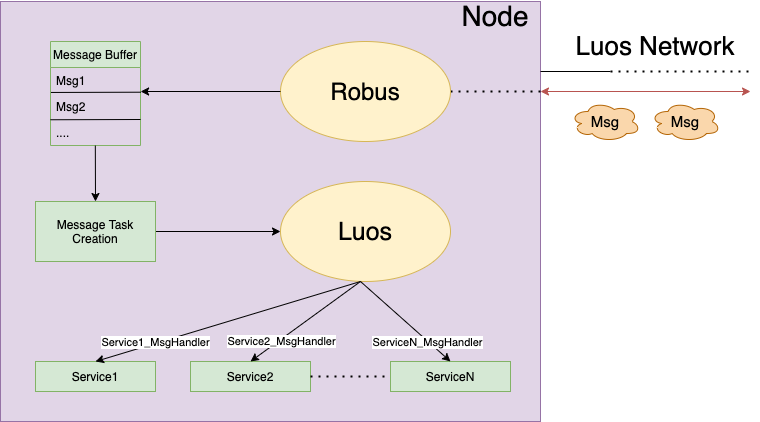 Node
Luos Network
Message Buffer
Msg1
Msg2
....
Robus
Msg
Msg
Message Task
Creation
Luos
Service1_MsgHandler
Service2_MsgHandler
ServiceN_MsgHandler
Service1
Service2
ServiceN